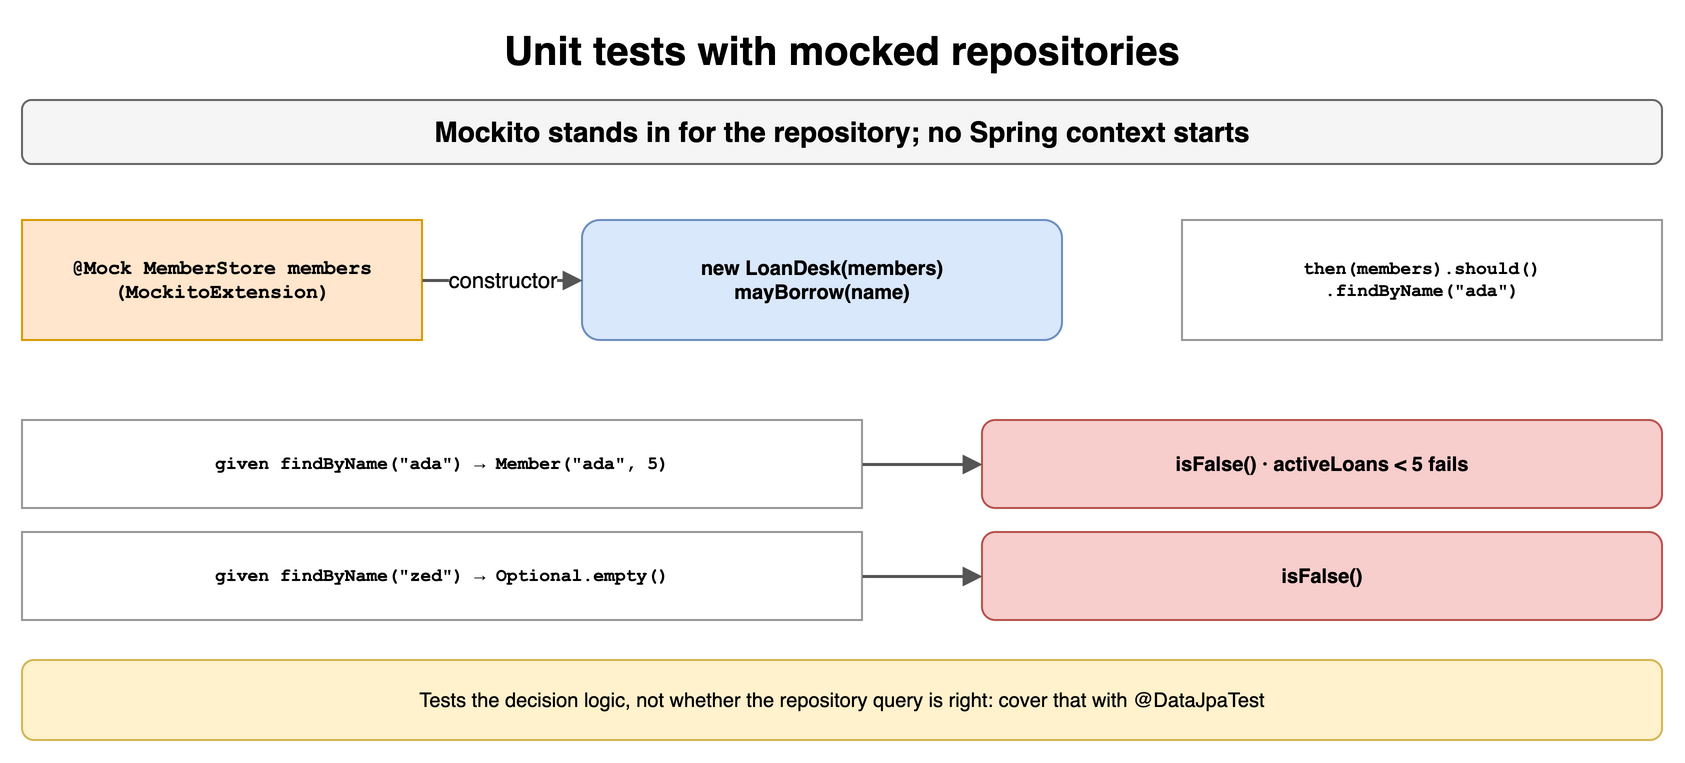 Unit tests with mocked repositories
Mockito stands in for the repository; no Spring context starts
@Mock MemberStore members
(MockitoExtension)
constructor
new LoanDesk(members)
mayBorrow(name)
then(members).should()
.findByName("ada")
given findByName("ada") → Member("ada", 5)
isFalse() · activeLoans < 5 fails
given findByName("zed") → Optional.empty()
isFalse()
Tests the decision logic, not whether the repository query is right: cover that with @DataJpaTest